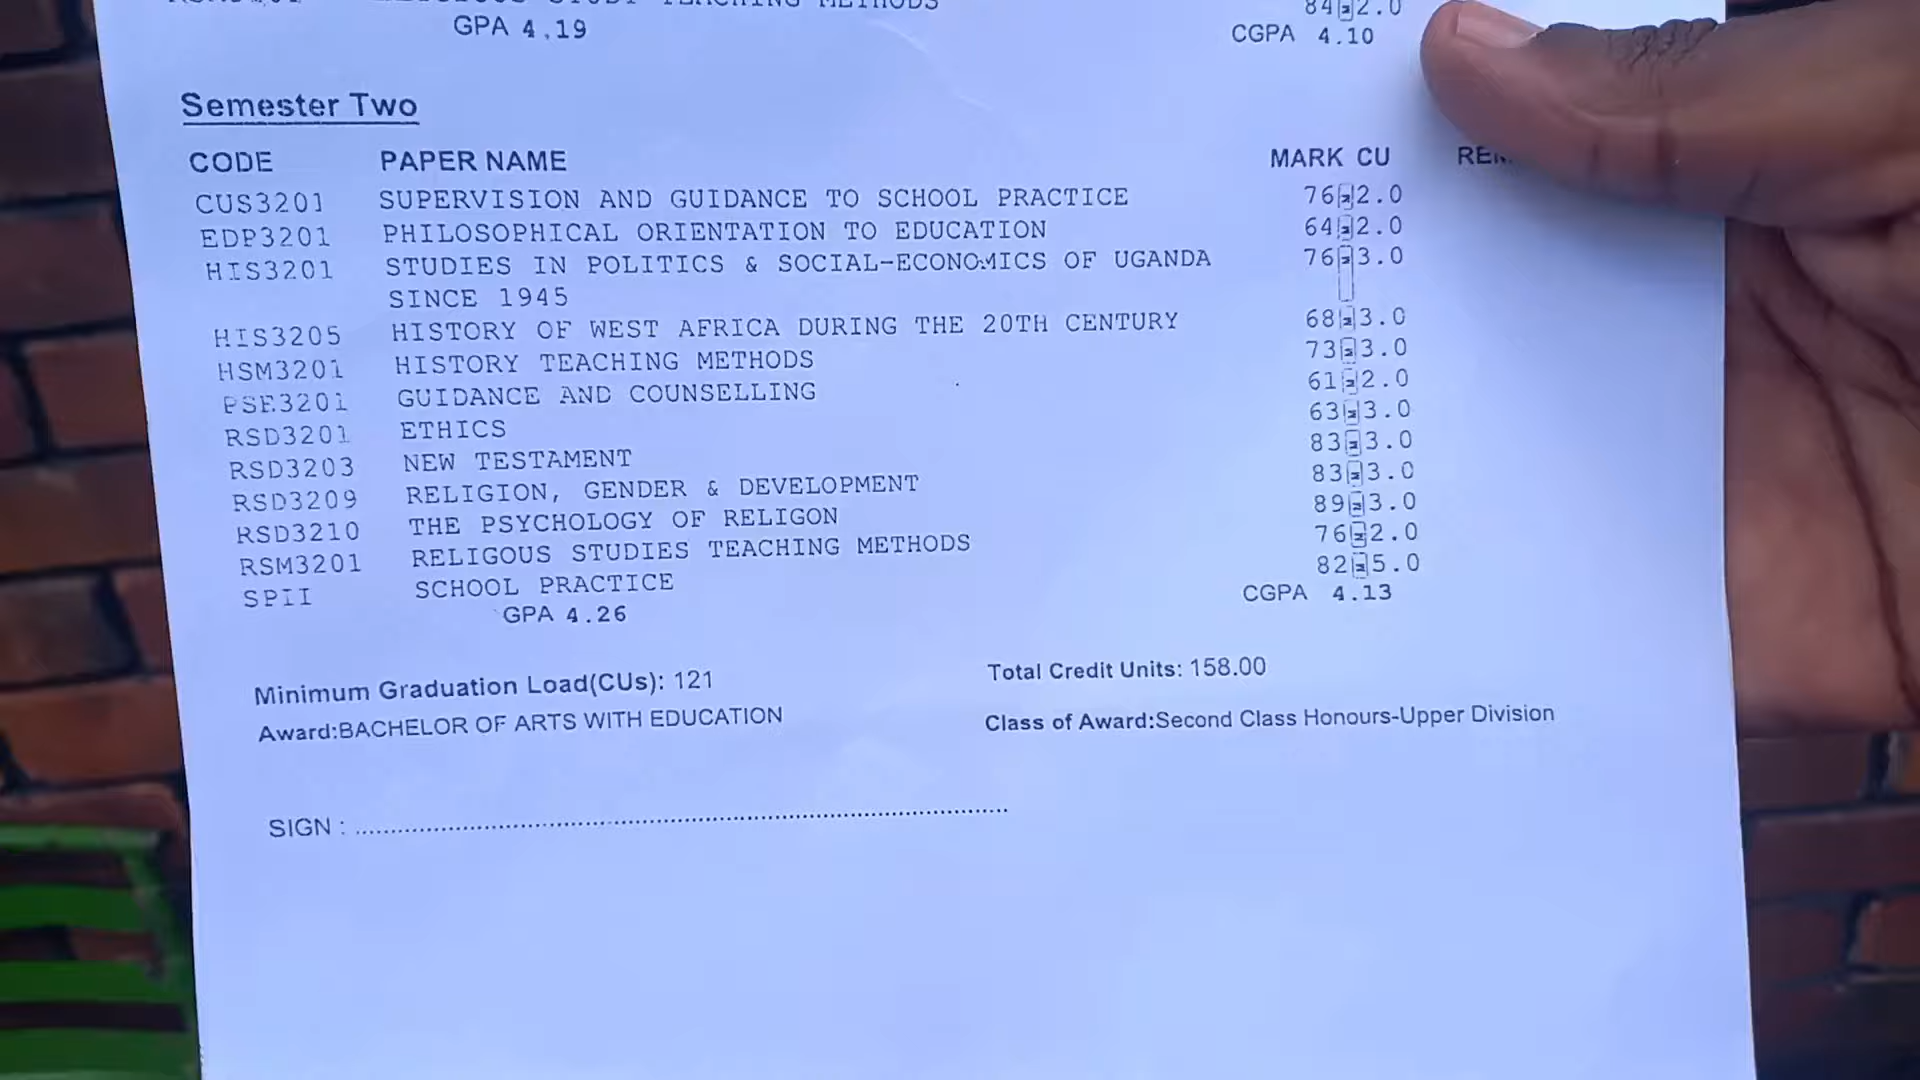 RELIGIOUS STUDY TEACHING METHODS 84 2.0
GPA 4.19 CGPA 4.10
Semester Two
CODE PAPER NAME MARK CU
CUS3201 SUPERVISION AND GUIDANCE TO SCHOOL PRACTICE 76 2.0
EDP3201 PHILOSOPHICAL ORIENTATION TO EDUCATION 64 2.0
HIS3201 STUDIES IN POLITICS & SOCIAL-ECONOMICS OF UGANDA 76 3.0
SINCE 1945
HIS3205 HISTORY OF WEST AFRICA DURING THE 20TH CENTURY 68 3.0
HSM3201 HISTORY TEACHING METHODS 73 3.0
PSE3201 GUIDANCE AND COUNSELLING 61 2.0
RSD3201 ETHICS 63 3.0
RSD3203 NEW TESTAMENT 83 3.0
RSD3209 RELIGION, GENDER & DEVELOPMENT 83 3.0
RSD3210 THE PSYCHOLOGY OF RELIGON 89 3.0
RSM3201 RELIGOUS STUDIES TEACHING METHODS 76 2.0
SPII SCHOOL PRACTICE 82 5.0
GPA 4.26 CGPA 4.13
Minimum Graduation Load(CUs): 121 Total Credit Units: 158.00
Award:BACHELOR OF ARTS WITH EDUCATION Class of Award:Second Class Honours-Upper Division
SIGN : ........................................................